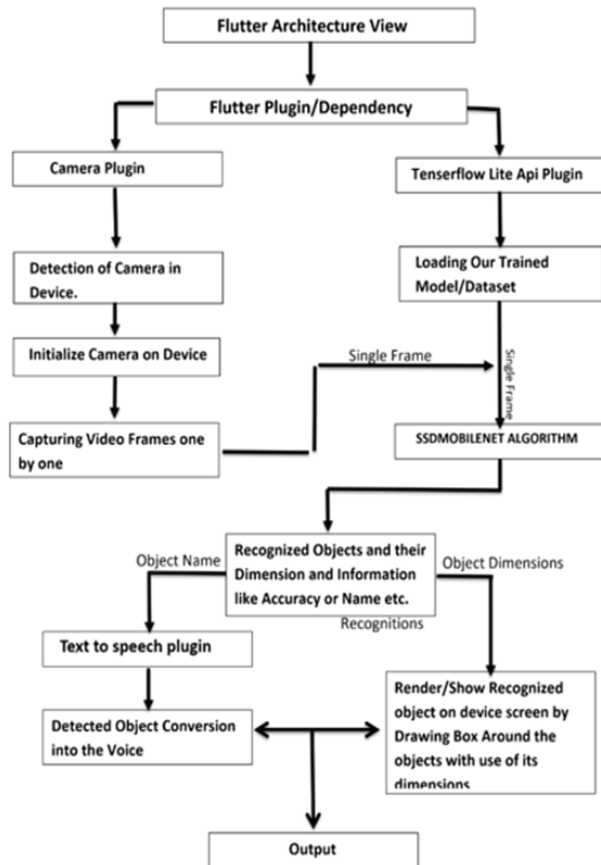 Flutter Architecture View
Flutter Plugin/Dependency
Camera Plugin
Tenserflow Lite Api Plugin
Detection of Camera in
Device.
Loading Our Trained
Model/Dataset
Initialize Camera on Device
Single Frame
Single Frame
Capturing Video Frames one
by one
SSDMOBILENET ALGORITHM
Object Name
Recognized Objects and their
Dimension and Information
like Accuracy or Name etc.
Object Dimensions
Recognitions
Text to speech plugin
Detected Object Conversion
into the Voice
Render/Show Recognized
object on device screen by
Drawing Box Around the
objects with use of its
dimensions
Output